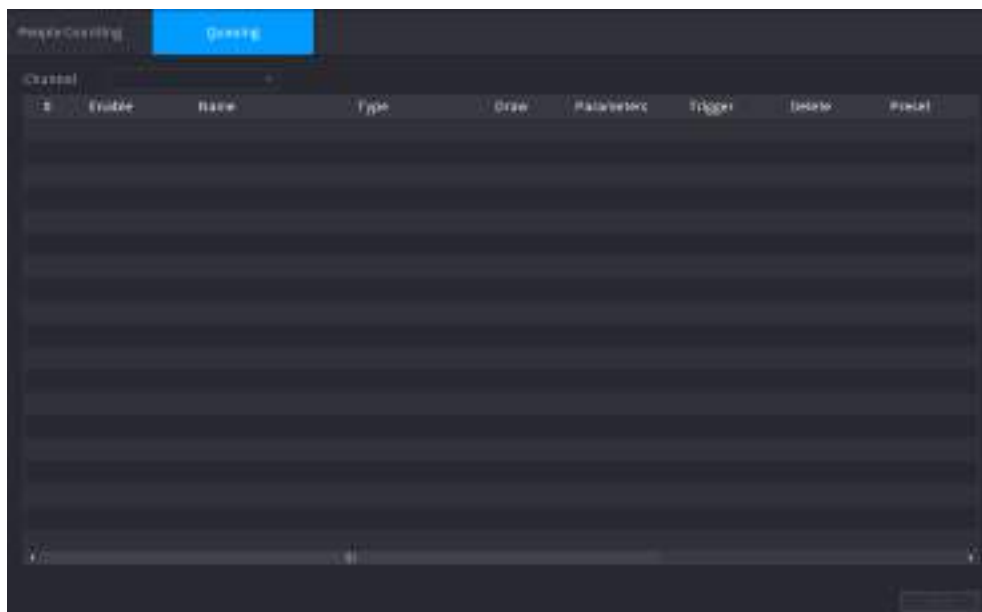 People Counting Queuing
Channel
Enable Name Type Draw Parameters Trigger Delete Preset